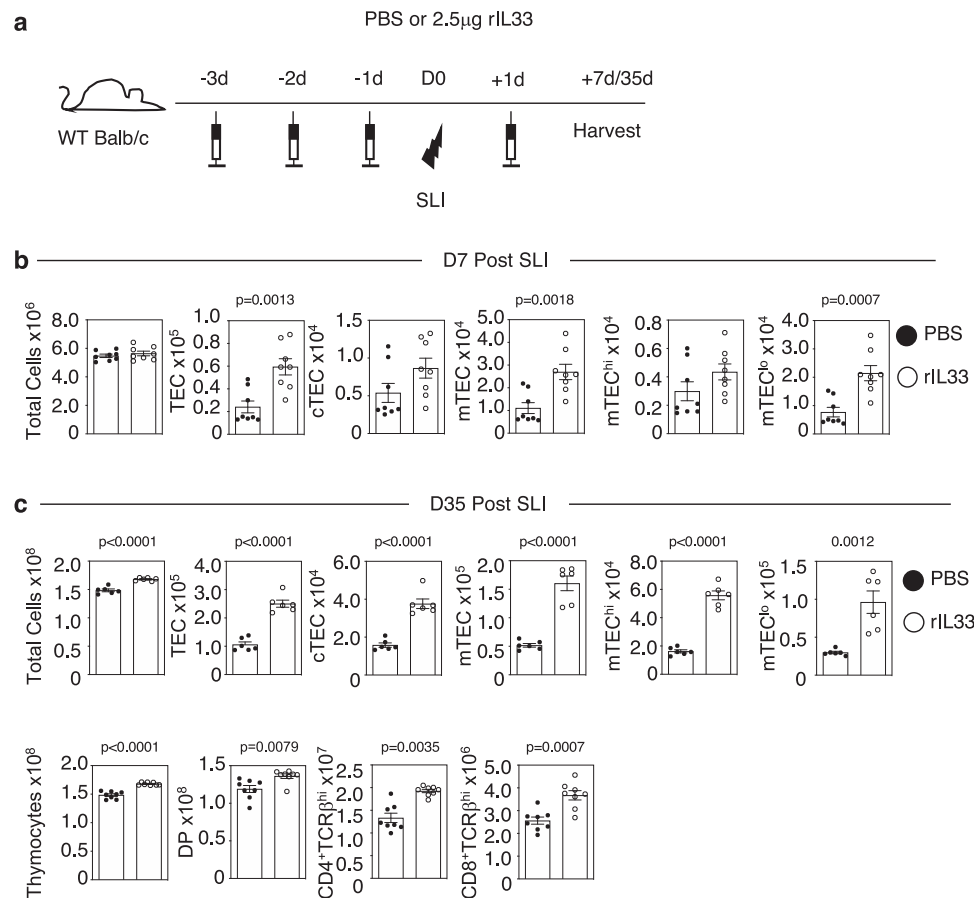 a
PBS or 2.5µg rIL33
-3d -2d -1d D0 +1d +7d/35d
WT Balb/c
Harvest
SLI
b
D7 Post SLI
Total Cells x10⁶
8.0
6.0
4.0
2.0
0
p=0.0013
TEC x10⁵
1.0
0.8
0.6
0.4
0.2
0
cTEC x10⁴
1.5
1.0
0.5
0
p=0.0018
mTEC x10⁴
5.0
4.0
3.0
2.0
1.0
0
mTECʰⁱ x10⁴
0.8
0.6
0.4
0.2
0
p=0.0007
mTECˡᵒ x10⁴
4.0
3.0
2.0
1.0
0
PBS
rIL33
c
D35 Post SLI
p<0.0001
Total Cells x10⁸
2.0
1.5
1.0
0.5
0
p<0.0001
TEC x10⁵
4.0
3.0
2.0
1.0
0
p<0.0001
cTEC x10⁴
6.0
4.0
2.0
0
p<0.0001
mTEC x10⁵
2.0
1.5
1.0
0.5
0
p<0.0001
mTECʰⁱ x10⁴
8.0
6.0
4.0
2.0
0
0.0012
mTECˡᵒ x10⁵
1.5
1.0
0.5
0
PBS
rIL33
p<0.0001
Thymocytes x10⁸
2.0
1.5
1.0
0.5
0
p=0.0079
DP x10⁸
1.5
1.0
0.5
0
p=0.0035
CD4⁺TCRβʰⁱ x10⁷
2.5
2.0
1.5
1.0
0.5
0
p=0.0007
CD8⁺TCRβʰⁱ x10⁶
5.0
4.0
3.0
2.0
1.0
0